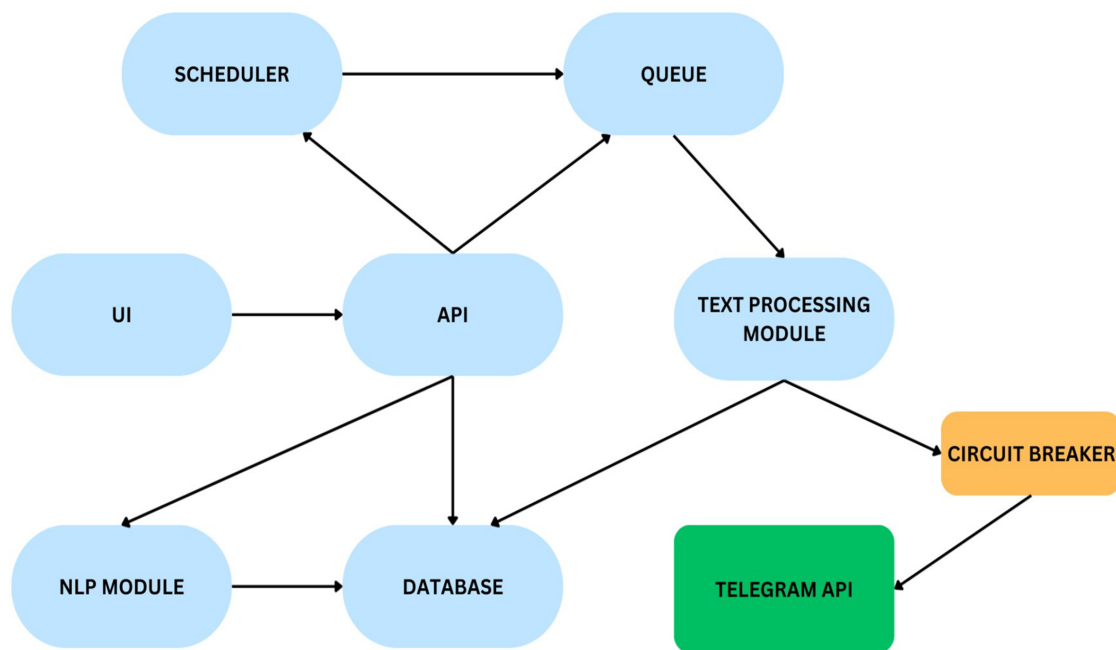 SCHEDULER
QUEUE
UI
API
TEXT PROCESSING
MODULE
CIRCUIT BREAKER
NLP MODULE
DATABASE
TELEGRAM API